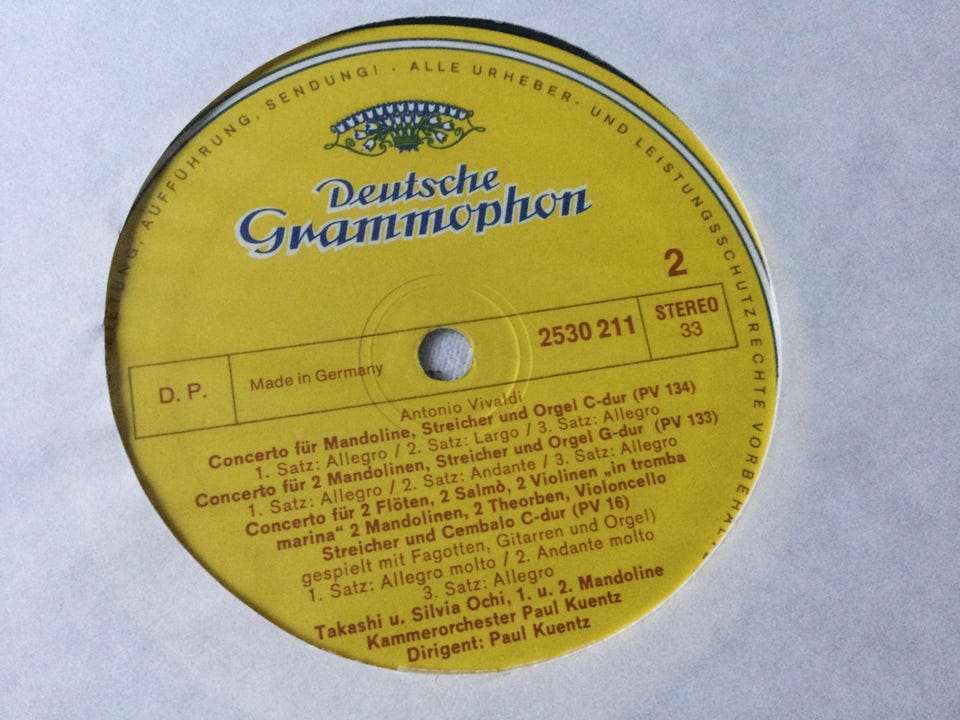 AUFFÜHRUNG, SENDUNG! · ALLE URHEBER- UND LEISTUNGSSCHUTZRECHTE
Deutsche
Grammophon
2
D. P.
Made in Germany
2530 211
STEREO
33
Antonio Vivaldi
Concerto für Mandoline, Streicher und Orgel C-dur (PV 134)
1. Satz: Allegro / 2. Satz: Largo / 3. Satz: Allegro
Concerto für 2 Mandolinen, Streicher und Orgel G-dur (PV 133)
1. Satz: Allegro / 2. Satz: Andante / 3. Satz: Allegro
Concerto für 2 Flöten, 2 Salmò, 2 Violinen „in tromba
marina“ 2 Mandolinen, 2 Theorben, Violoncello
Streicher und Cembalo C-dur (PV 16)
gespielt mit Fagotten, Gitarren und Orgel)
1. Satz: Allegro molto / 2. Andante molto
3. Satz: Allegro
Takashi u. Silvia Ochi, 1. u. 2. Mandoline
Kammerorchester Paul Kuentz
Dirigent: Paul Kuentz